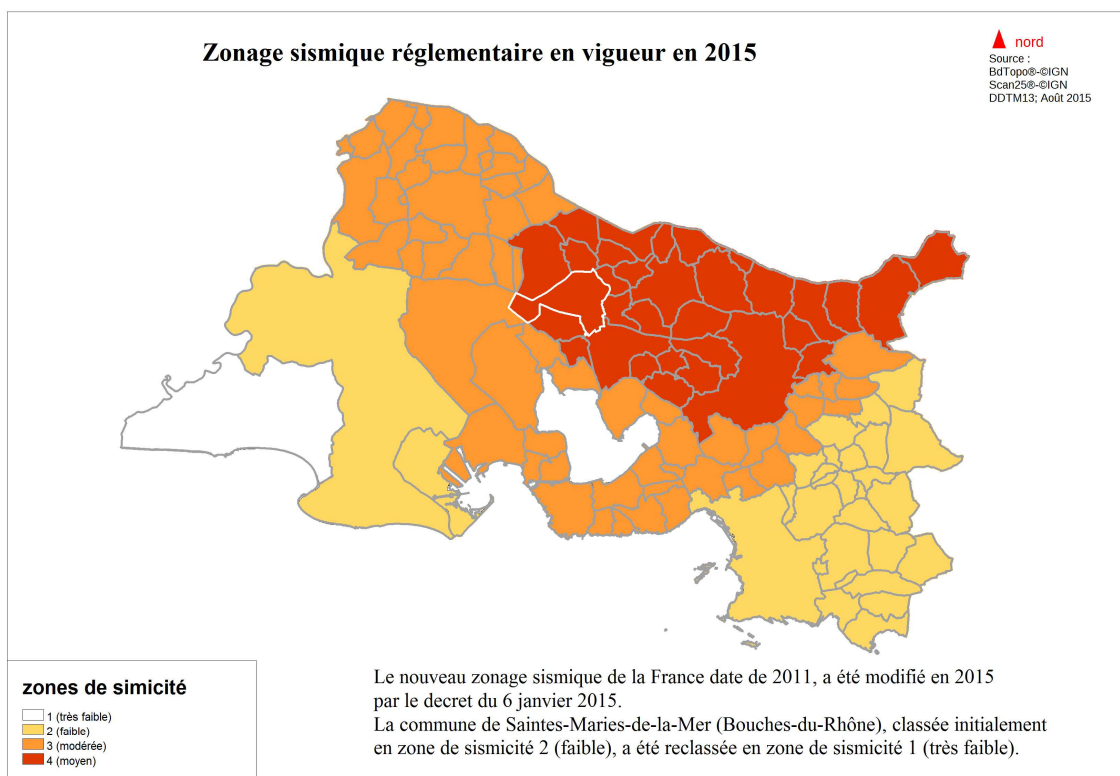 Zonage sismique réglementaire en vigueur en 2015
nord
Source :
BdTopo®-©IGN
Scan25®-©IGN
DDTM13; Août 2015
zones de simicité
1 (très faible)
2 (faible)
3 (modérée)
4 (moyen)
Le nouveau zonage sismique de la France date de 2011, a été modifié en 2015
par le decret du 6 janvier 2015.
La commune de Saintes-Maries-de-la-Mer (Bouches-du-Rhône), classée initialement
en zone de sismicité 2 (faible), a été reclassée en zone de sismicité 1 (très faible).